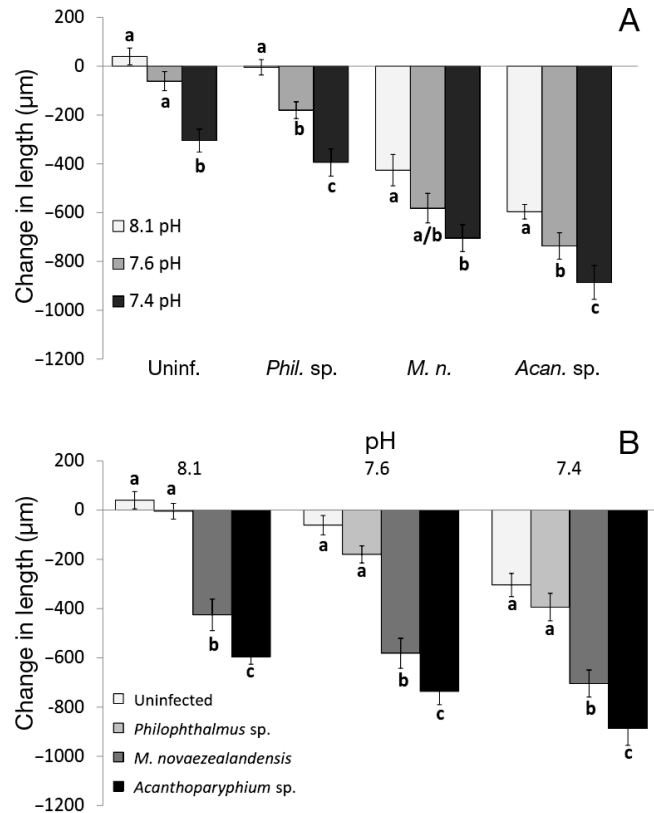 A
200
0
−200
−400
−600
−800
−1000
−1200
Change in length (µm)
a
a
b
a
b
c
a
a/b
b
a
b
c
8.1 pH
7.6 pH
7.4 pH
Uninf. Phil. sp. M. n. Acan. sp.
B
pH
8.1 7.6 7.4
200
0
−200
−400
−600
−800
−1000
−1200
Change in length (µm)
a
a
b
c
a
a
b
c
a
a
b
c
Uninfected
Philophthalmus sp.
M. novaezealandensis
Acanthoparyphium sp.